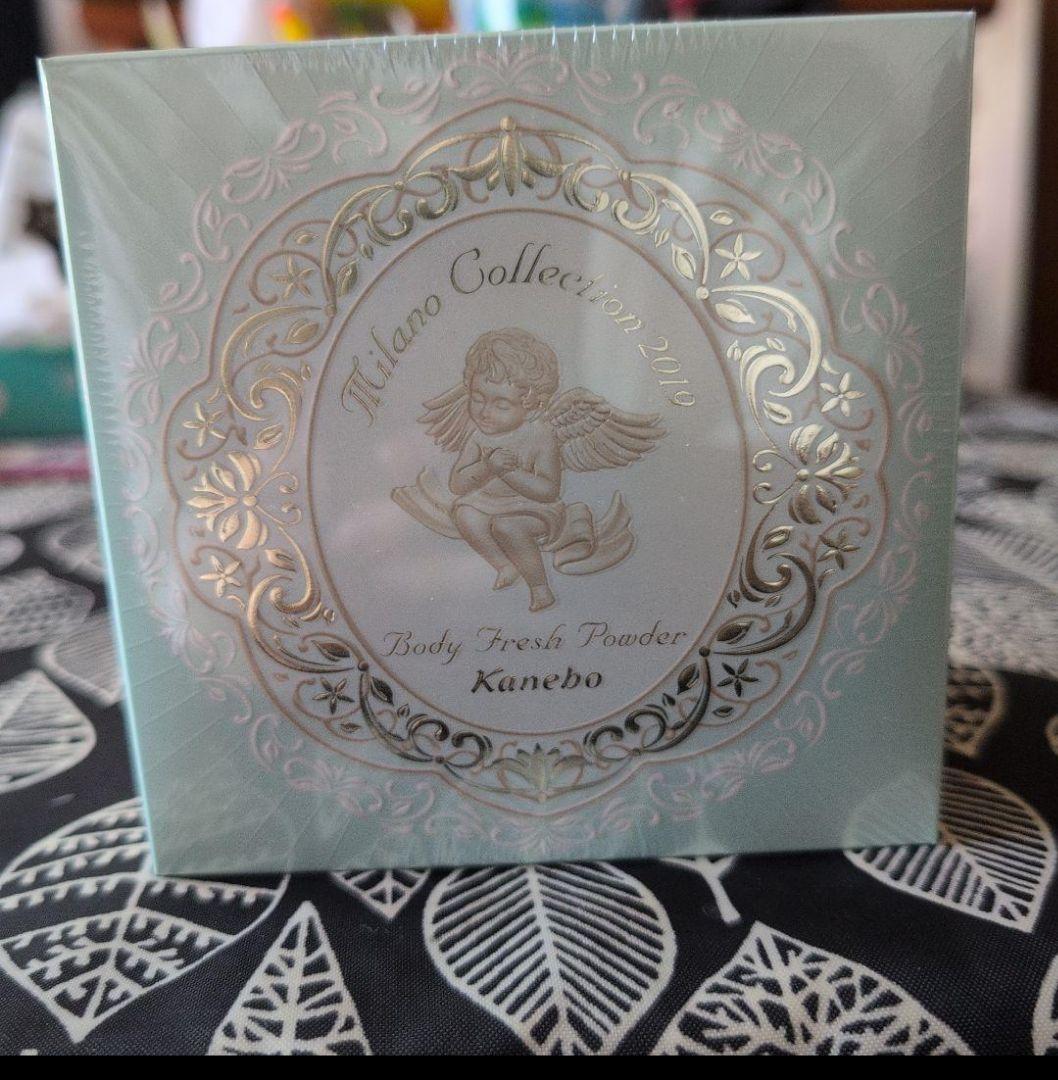 Milano Collection 2019
Body Fresh Powder
Kanebo